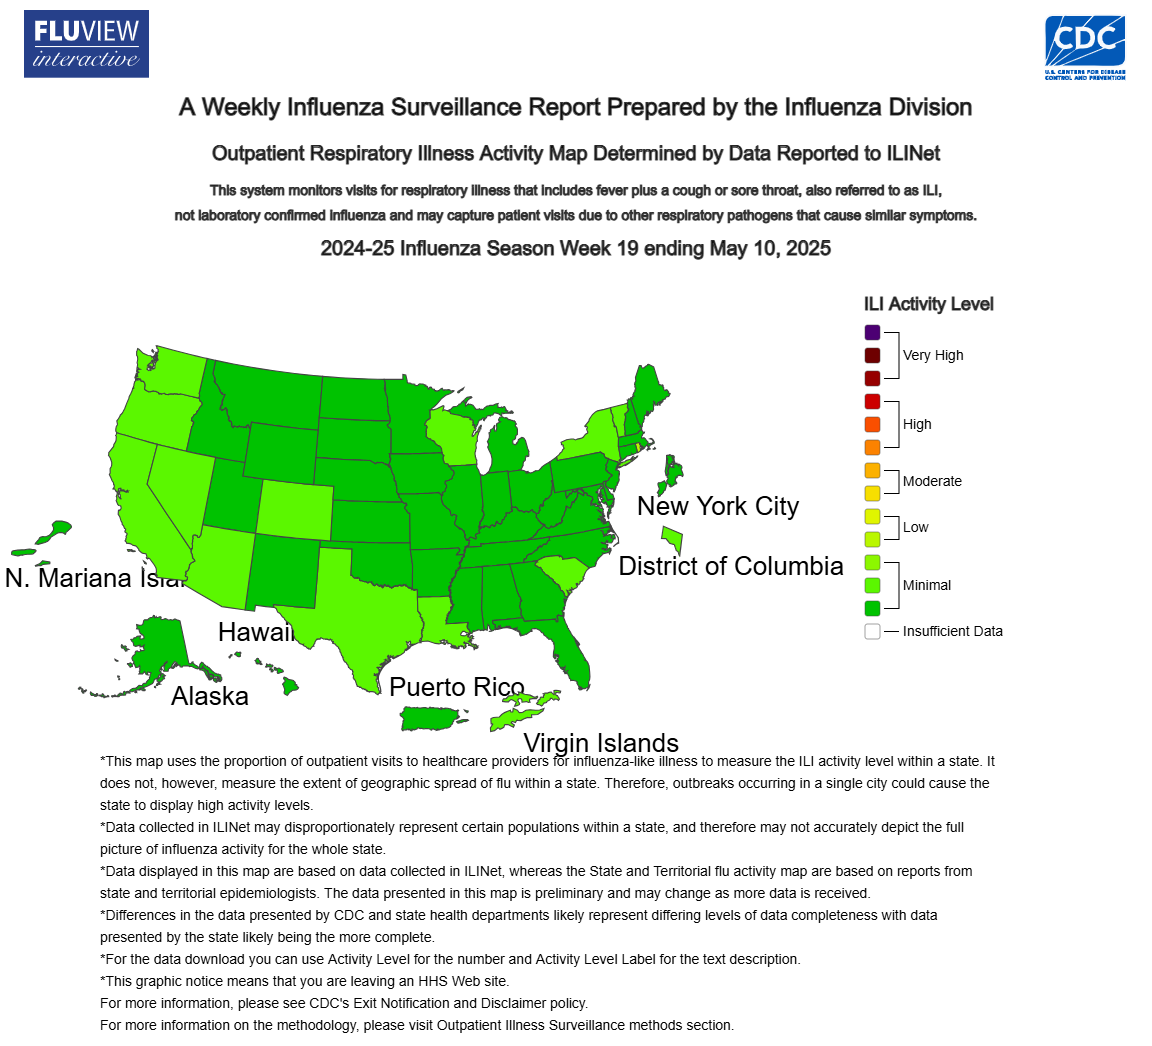 FLUVIEW
interactive
CDC
U.S. CENTERS FOR DISEASE
CONTROL AND PREVENTION
A Weekly Influenza Surveillance Report Prepared by the Influenza Division
Outpatient Respiratory Illness Activity Map Determined by Data Reported to ILINet
This system monitors visits for respiratory illness that includes fever plus a cough or sore throat, also referred to as ILI,
not laboratory confirmed influenza and may capture patient visits due to other respiratory pathogens that cause similar symptoms.
2024-25 Influenza Season Week 19 ending May 10, 2025
ILI Activity Level
Very High
High
Moderate
Low
Minimal
Insufficient Data
New York City
District of Columbia
N. Mariana Isla
Hawaii
Alaska
Puerto Rico
Virgin Islands
*This map uses the proportion of outpatient visits to healthcare providers for influenza-like illness to measure the ILI activity level within a state. It
does not, however, measure the extent of geographic spread of flu within a state. Therefore, outbreaks occurring in a single city could cause the
state to display high activity levels.
*Data collected in ILINet may disproportionately represent certain populations within a state, and therefore may not accurately depict the full
picture of influenza activity for the whole state.
*Data displayed in this map are based on data collected in ILINet, whereas the State and Territorial flu activity map are based on reports from
state and territorial epidemiologists. The data presented in this map is preliminary and may change as more data is received.
*Differences in the data presented by CDC and state health departments likely represent differing levels of data completeness with data
presented by the state likely being the more complete.
*For the data download you can use Activity Level for the number and Activity Level Label for the text description.
*This graphic notice means that you are leaving an HHS Web site.
For more information, please see CDC's Exit Notification and Disclaimer policy.
For more information on the methodology, please visit Outpatient Illness Surveillance methods section.